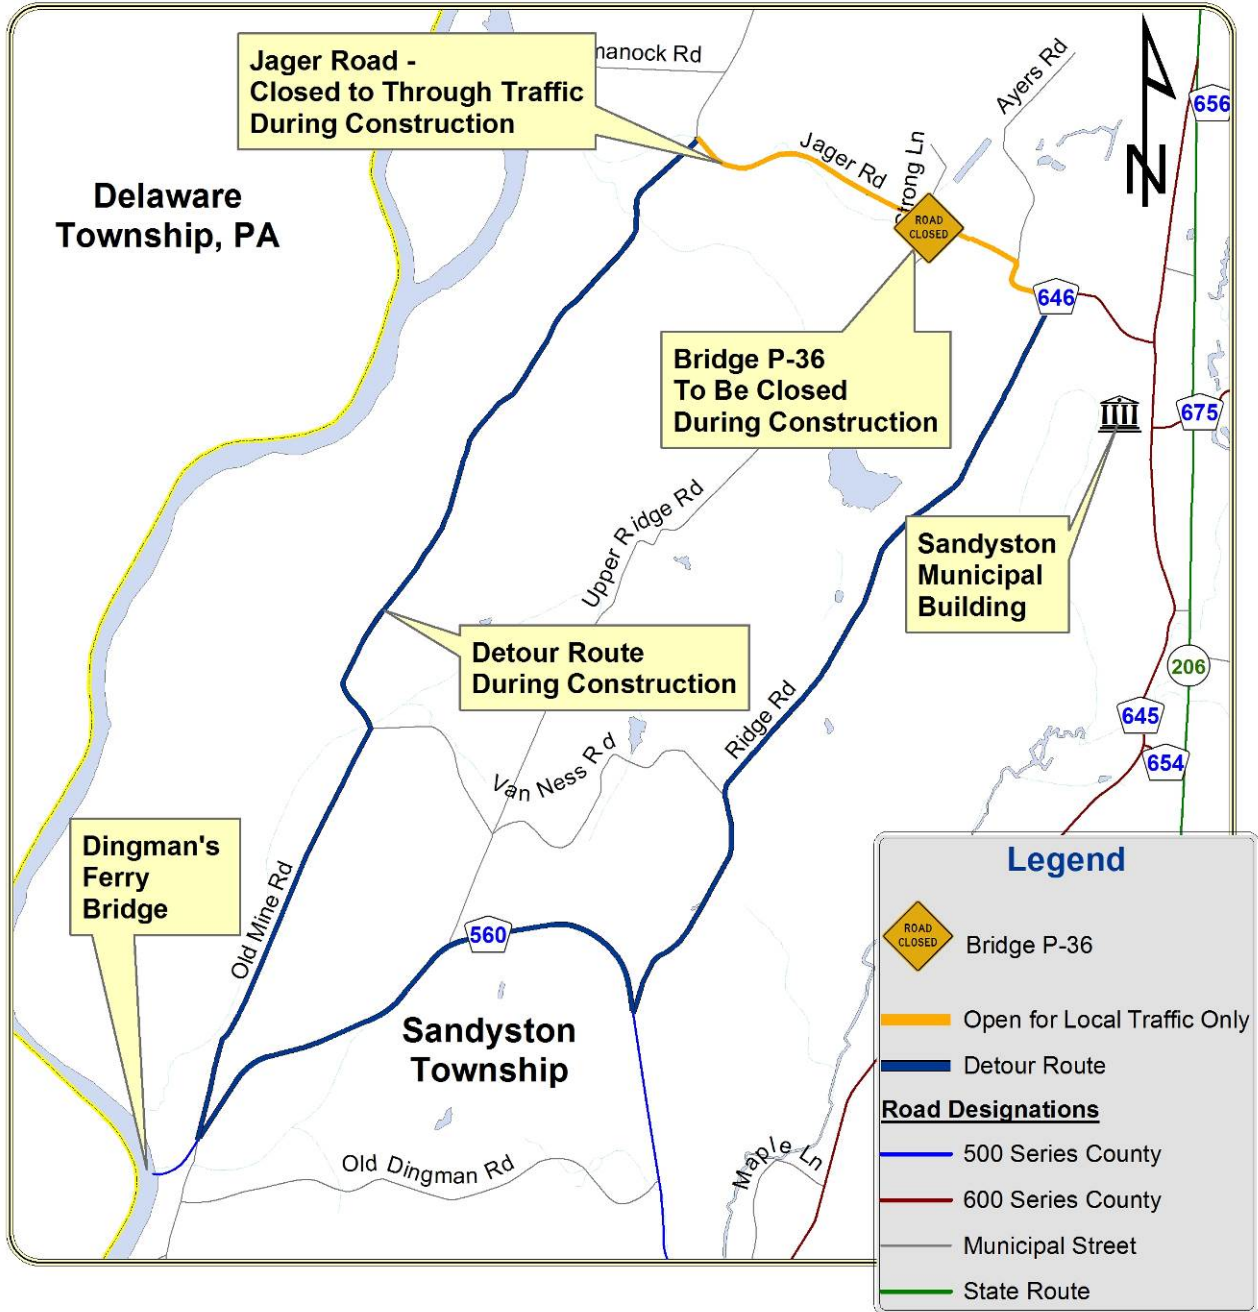 manock Rd
Jager Road -
Closed to Through Traffic
During Construction
Ayers Rd
656
Jager Rd
Strong Ln
N
Delaware
Township, PA
ROAD
CLOSED
646
Bridge P-36
To Be Closed
During Construction
675
Upper Ridge Rd
Sandyston
Municipal
Building
Detour Route
During Construction
206
Ridge Rd
645
654
Van Ness Rd
Dingman's
Ferry
Bridge
Old Mine Rd
560
Sandyston
Township
Old Dingman Rd
Maple Ln
Legend
ROAD
CLOSED
Bridge P-36
Open for Local Traffic Only
Detour Route
Road Designations
500 Series County
600 Series County
Municipal Street
State Route